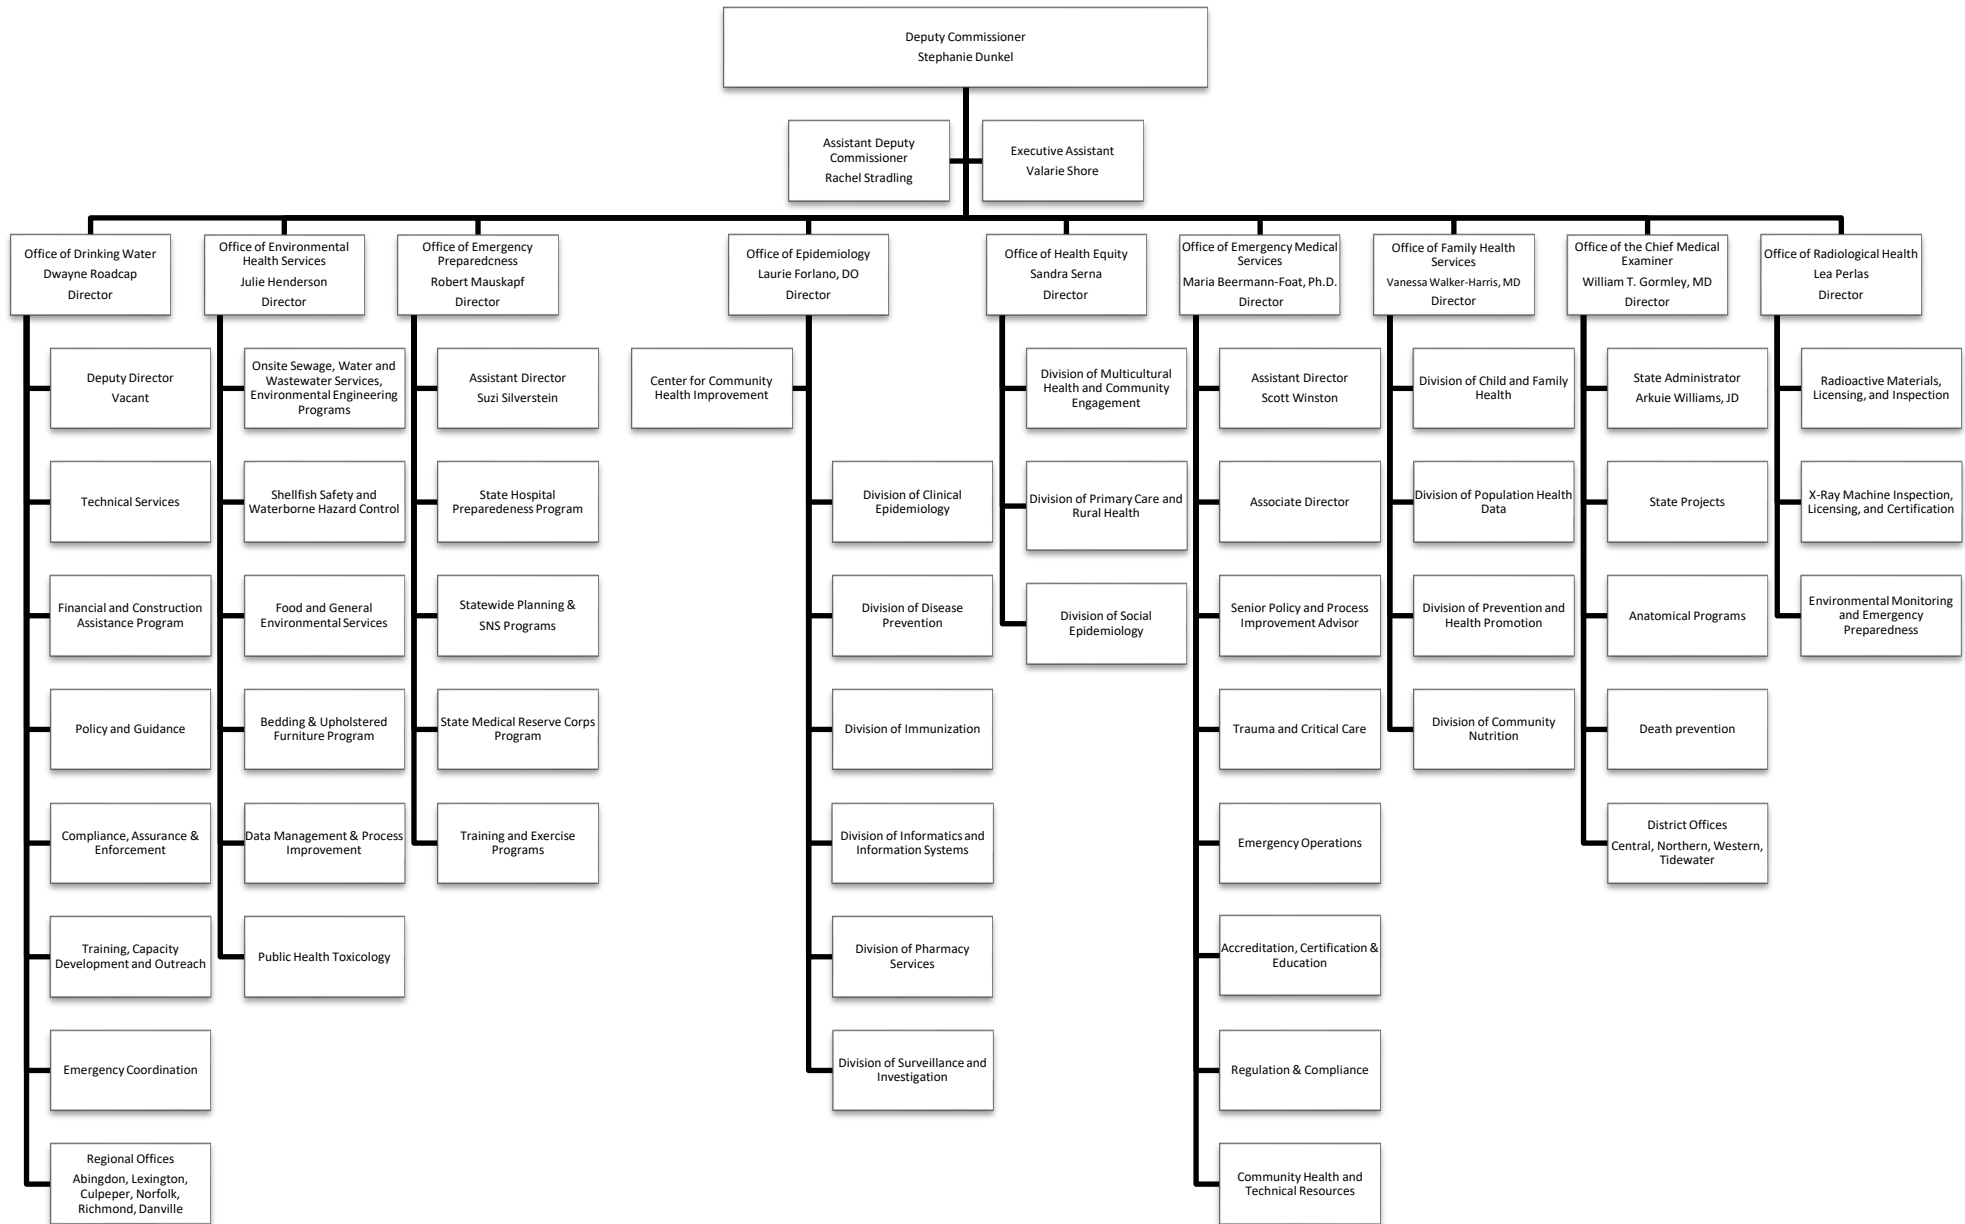 Deputy Commissioner
Stephanie Dunkel
Assistant Deputy
Commissioner
Rachel Stradling
Executive Assistant
Valarie Shore
Office of Drinking Water
Dwayne Roadcap
Director
Deputy Director
Vacant
Technical Services
Financial and Construction
Assistance Program
Policy and Guidance
Compliance, Assurance &
Enforcement
Training, Capacity
Development and Outreach
Emergency Coordination
Regional Offices
Abingdon, Lexington,
Culpeper, Norfolk,
Richmond, Danville
Office of Environmental
Health Services
Julie Henderson
Director
Onsite Sewage, Water and
Wastewater Services,
Environmental Engineering
Programs
Shellfish Safety and
Waterborne Hazard Control
Food and General
Environmental Services
Bedding & Upholstered
Furniture Program
Data Management & Process
Improvement
Public Health Toxicology
Office of Emergency
Preparedcness
Robert Mauskapf
Director
Assistant Director
Suzi Silverstein
State Hospital
Preparedeness Program
Statewide Planning &
SNS Programs
State Medical Reserve Corps
Program
Training and Exercise
Programs
Office of Epidemiology
Laurie Forlano, DO
Director
Center for Community
Health Improvement
Division of Clinical
Epidemiology
Division of Disease
Prevention
Division of Immunization
Division of Informatics and
Information Systems
Division of Pharmacy
Services
Division of Surveillance and
Investigation
Office of Health Equity
Sandra Serna
Director
Division of Multicultural
Health and Community
Engagement
Division of Primary Care and
Rural Health
Division of Social
Epidemiology
Office of Emergency Medical
Services
Maria Beermann-Foat, Ph.D.
Director
Assistant Director
Scott Winston
Associate Director
Senior Policy and Process
Improvement Advisor
Trauma and Critical Care
Emergency Operations
Accreditation, Certification &
Education
Regulation & Compliance
Community Health and
Technical Resources
Office of Family Health
Services
Vanessa Walker-Harris, MD
Director
Division of Child and Family
Health
Division of Population Health
Data
Division of Prevention and
Health Promotion
Division of Community
Nutrition
Office of the Chief Medical
Examiner
William T. Gormley, MD
Director
State Administrator
Arkuie Williams, JD
State Projects
Anatomical Programs
Death prevention
District Offices
Central, Northern, Western,
Tidewater
Office of Radiological Health
Lea Perlas
Director
Radioactive Materials,
Licensing, and Inspection
X-Ray Machine Inspection,
Licensing, and Certification
Environmental Monitoring
and Emergency
Preparedness